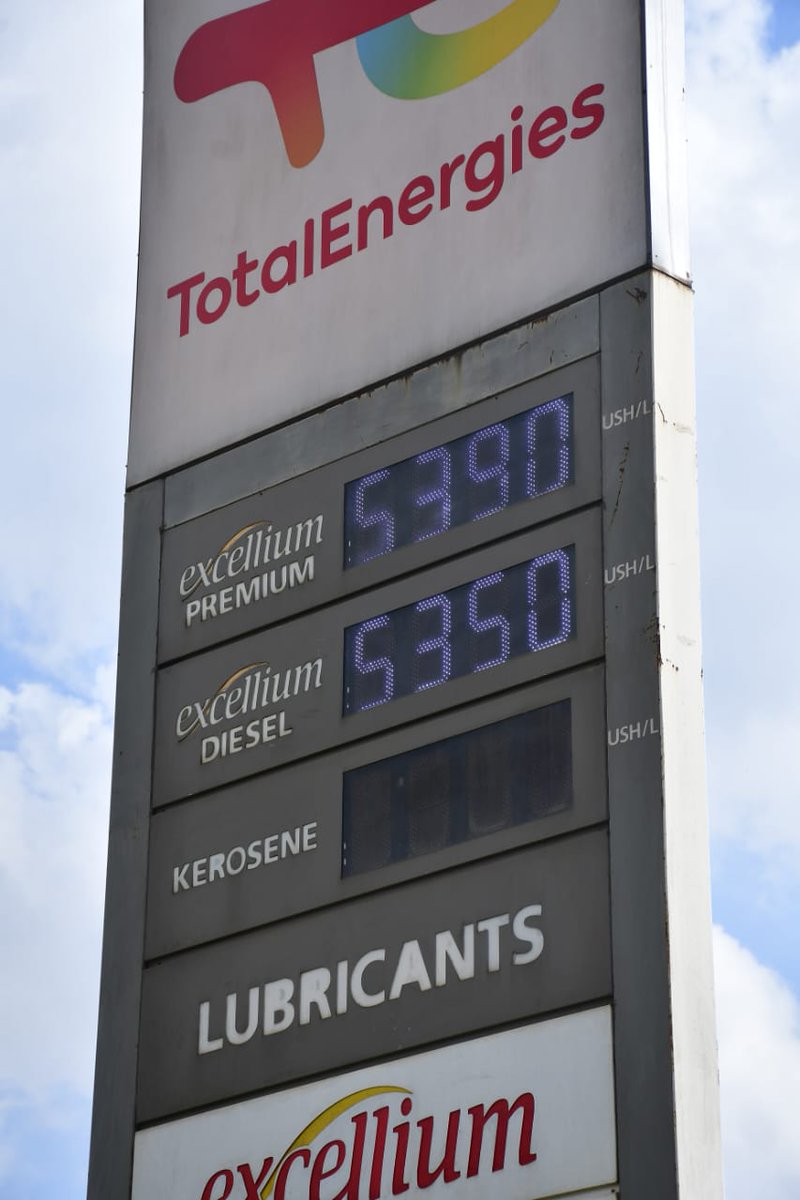 TotalEnergies
excellium
PREMIUM
5390
USH/L
excellium
DIESEL
5350
USH/L
KEROSENE
USH/L
LUBRICANTS
excellium